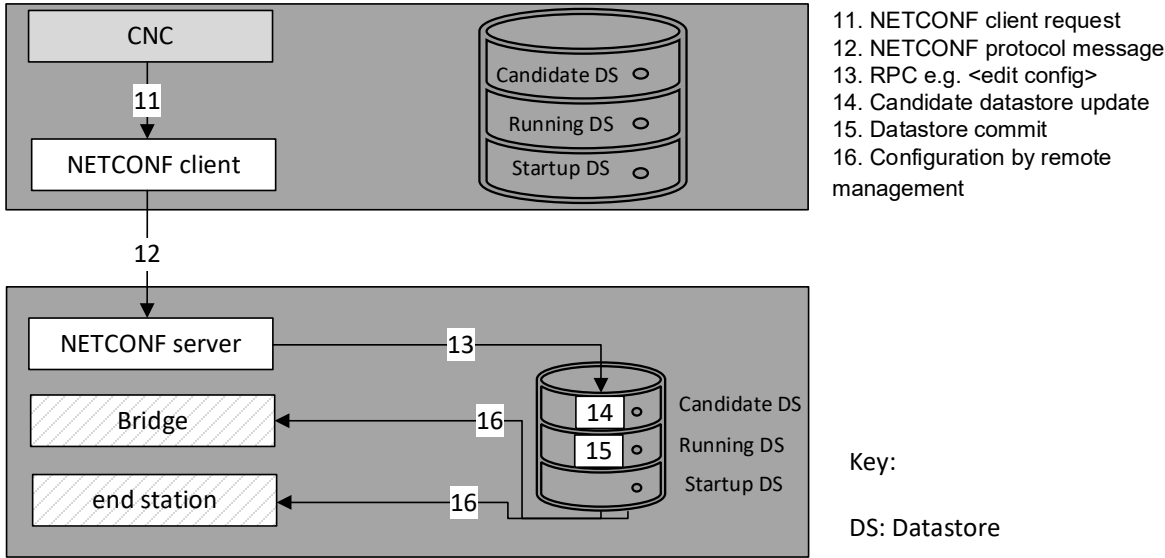 CNC
11
NETCONF client
Candidate DS
Running DS
Startup DS
11. NETCONF client request
12. NETCONF protocol message
13. RPC e.g. <edit config>
14. Candidate datastore update
15. Datastore commit
16. Configuration by remote
management
12
NETCONF server
13
Bridge
16
end station
16
14
Candidate DS
15
Running DS
Startup DS
Key:
DS: Datastore